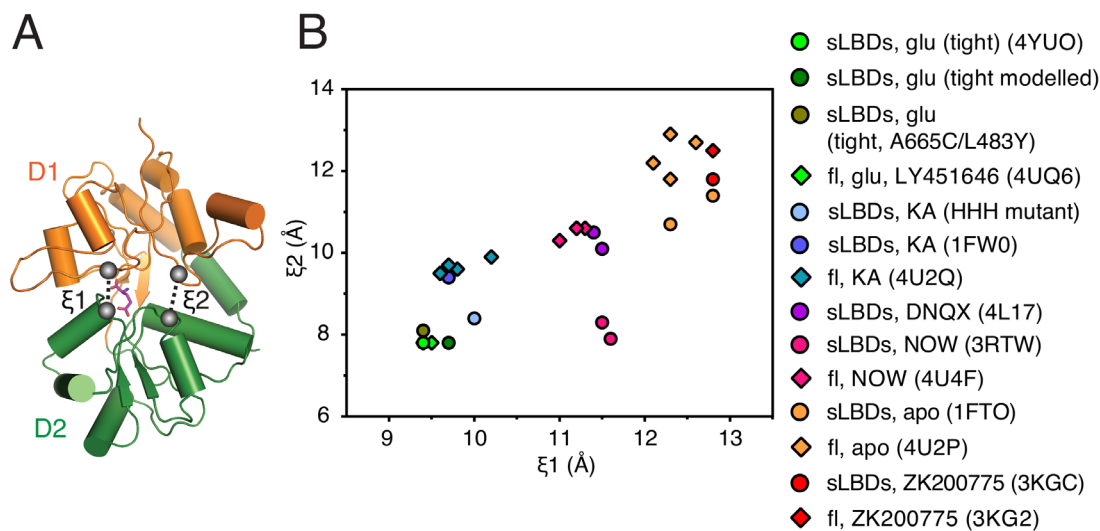 A
D1
ξ1
ξ2
D2
B
ξ2 (Å)
14
12
10
8
6
9
10
11
12
13
ξ1 (Å)
sLBDs, glu (tight) (4YUO)
sLBDs, glu (tight modelled)
sLBDs, glu
(tight, A665C/L483Y)
fl, glu, LY451646 (4UQ6)
sLBDs, KA (HHH mutant)
sLBDs, KA (1FW0)
fl, KA (4U2Q)
sLBDs, DNQX (4L17)
sLBDs, NOW (3RTW)
fl, NOW (4U4F)
sLBDs, apo (1FTO)
fl, apo (4U2P)
sLBDs, ZK200775 (3KGC)
fl, ZK200775 (3KG2)